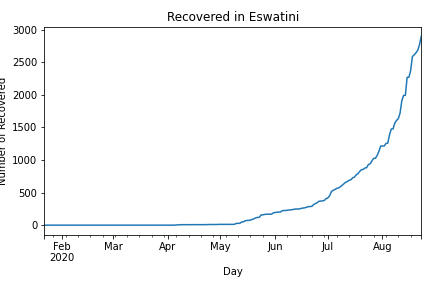 Recovered in Eswatini
3000
2500
2000
1500
1000
500
0
Number of Recovered
Feb Mar Apr May Jun Jul Aug
2020
Day